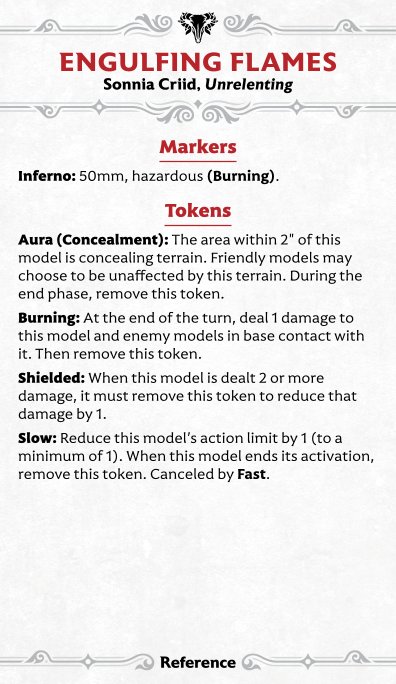 ENGULFING FLAMES
Sonnia Criid, Unrelenting
Markers
Inferno: 50mm, hazardous (Burning).
Tokens
Aura (Concealment): The area within 2" of this
model is concealing terrain. Friendly models may
choose to be unaffected by this terrain. During the
end phase, remove this token.
Burning: At the end of the turn, deal 1 damage to
this model and enemy models in base contact with
it. Then remove this token.
Shielded: When this model is dealt 2 or more
damage, it must remove this token to reduce that
damage by 1.
Slow: Reduce this model's action limit by 1 (to a
minimum of 1). When this model ends its activation,
remove this token. Canceled by Fast.
Reference